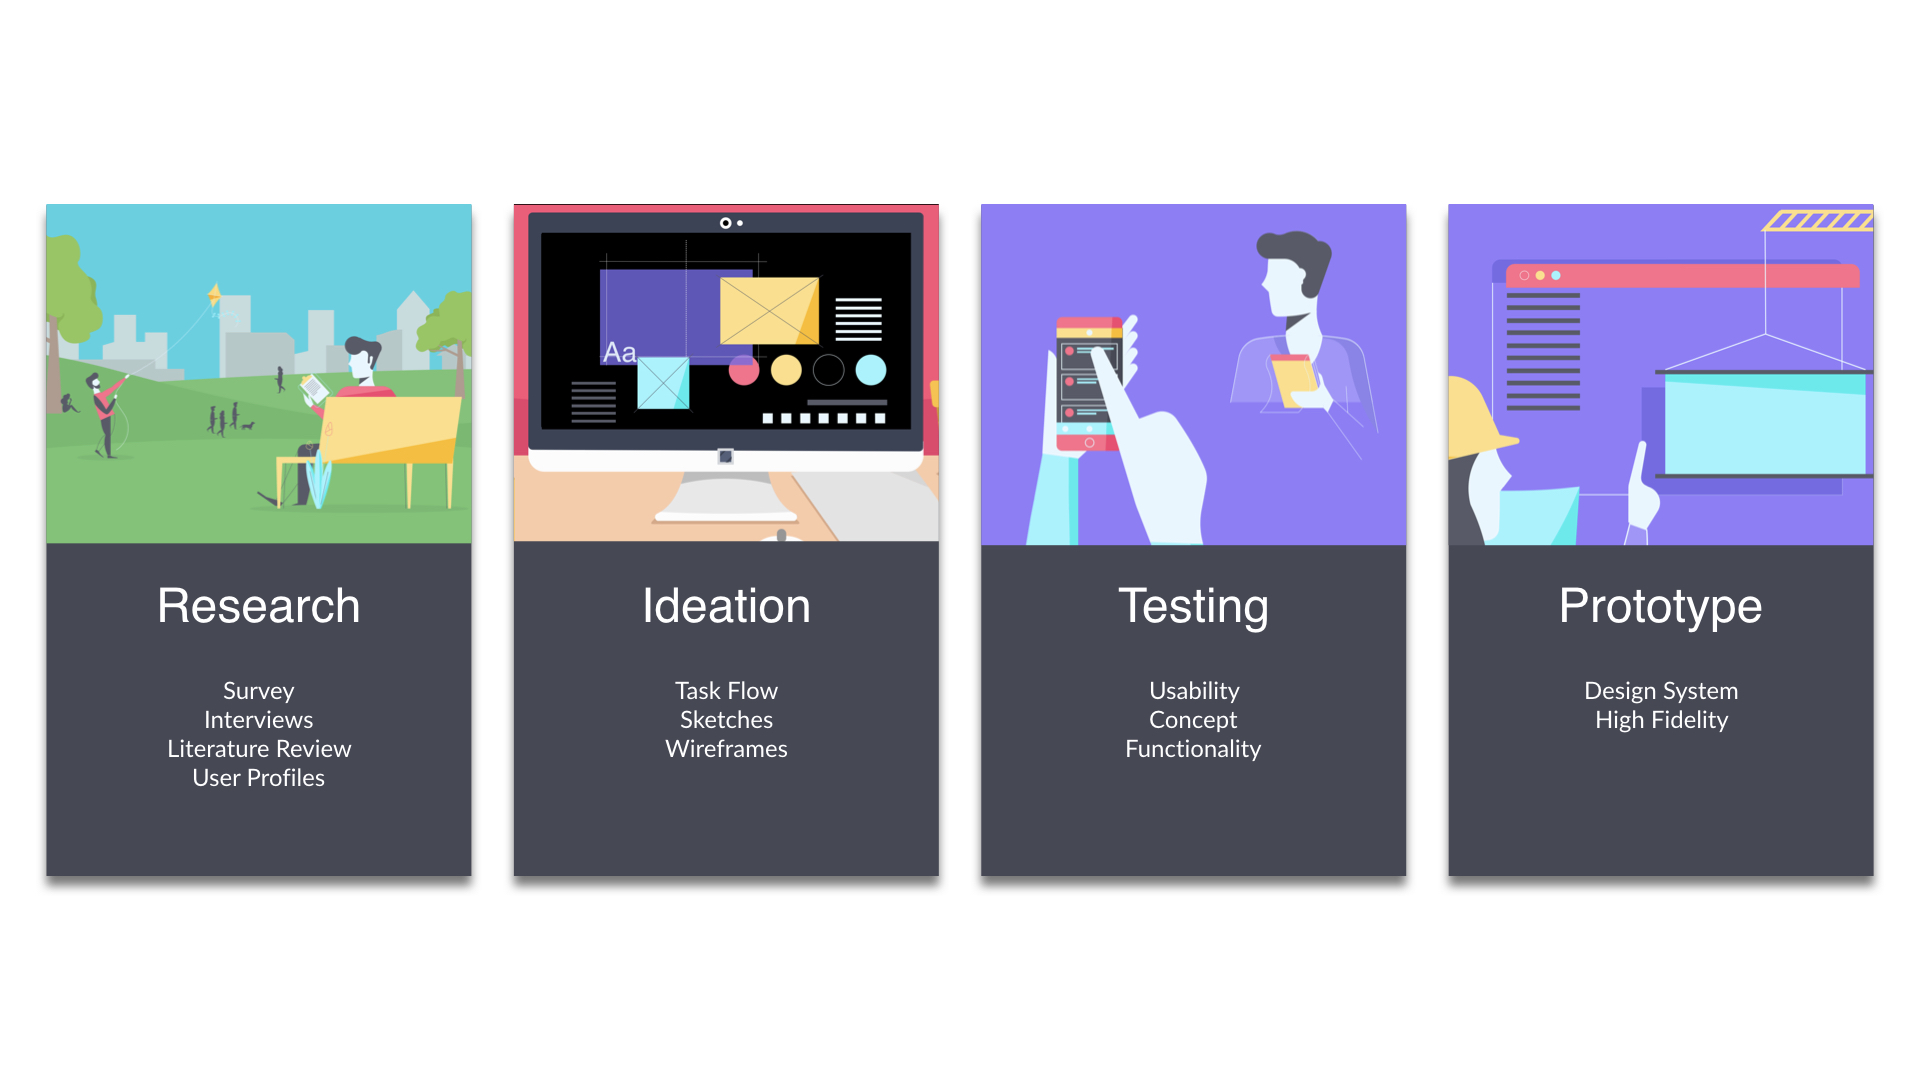 Aa
Research
Survey
Interviews
Literature Review
User Profiles
Ideation
Task Flow
Sketches
Wireframes
Testing
Usability
Concept
Functionality
Prototype
Design System
High Fidelity